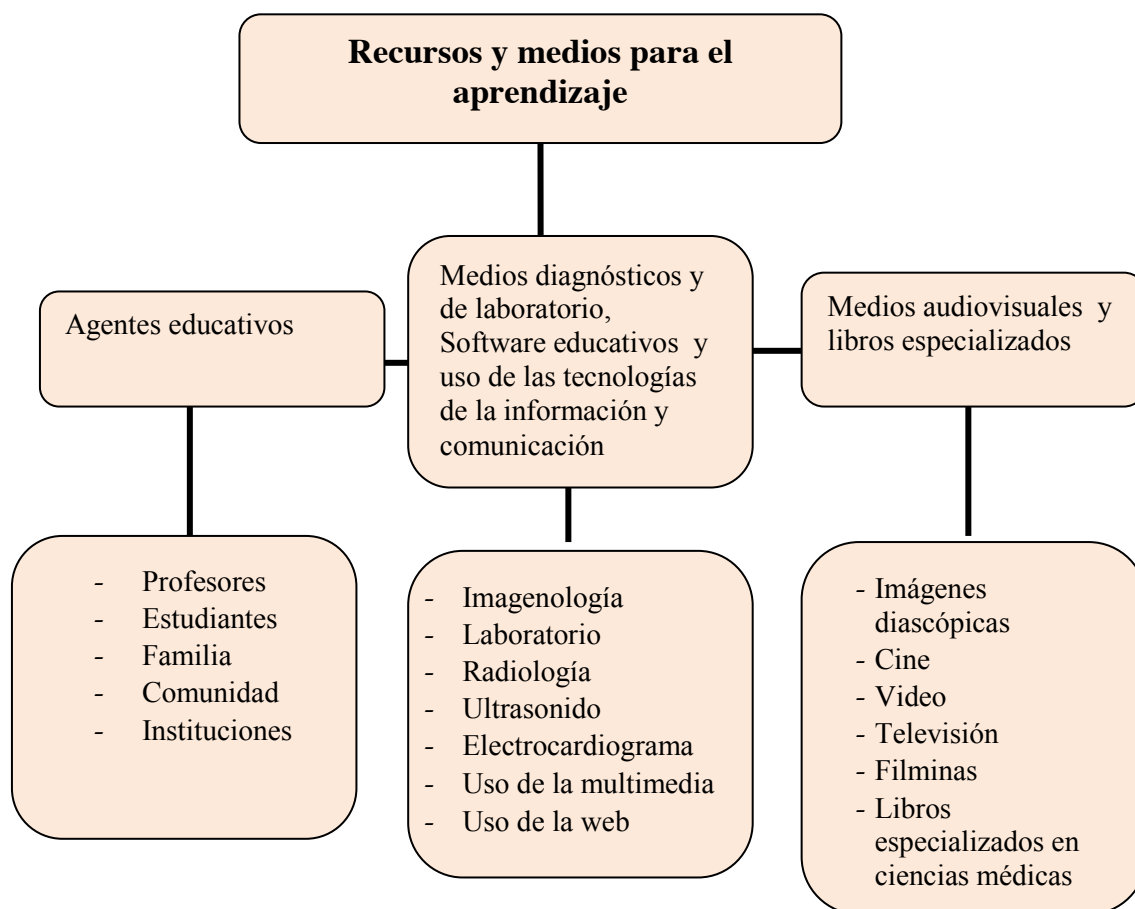 Recursos y medios para el
aprendizaje
Agentes educativos
Medios diagnósticos y
de laboratorio,
Software educativos y
uso de las tecnologías
de la información y
comunicación
Medios audiovisuales y
libros especializados
- Profesores
- Estudiantes
- Familia
- Comunidad
- Instituciones
- Imagenología
- Laboratorio
- Radiología
- Ultrasonido
- Electrocardiograma
- Uso de la multimedia
- Uso de la web
- Imágenes
diascópicas
- Cine
- Video
- Televisión
- Filminas
- Libros
especializados en
ciencias médicas